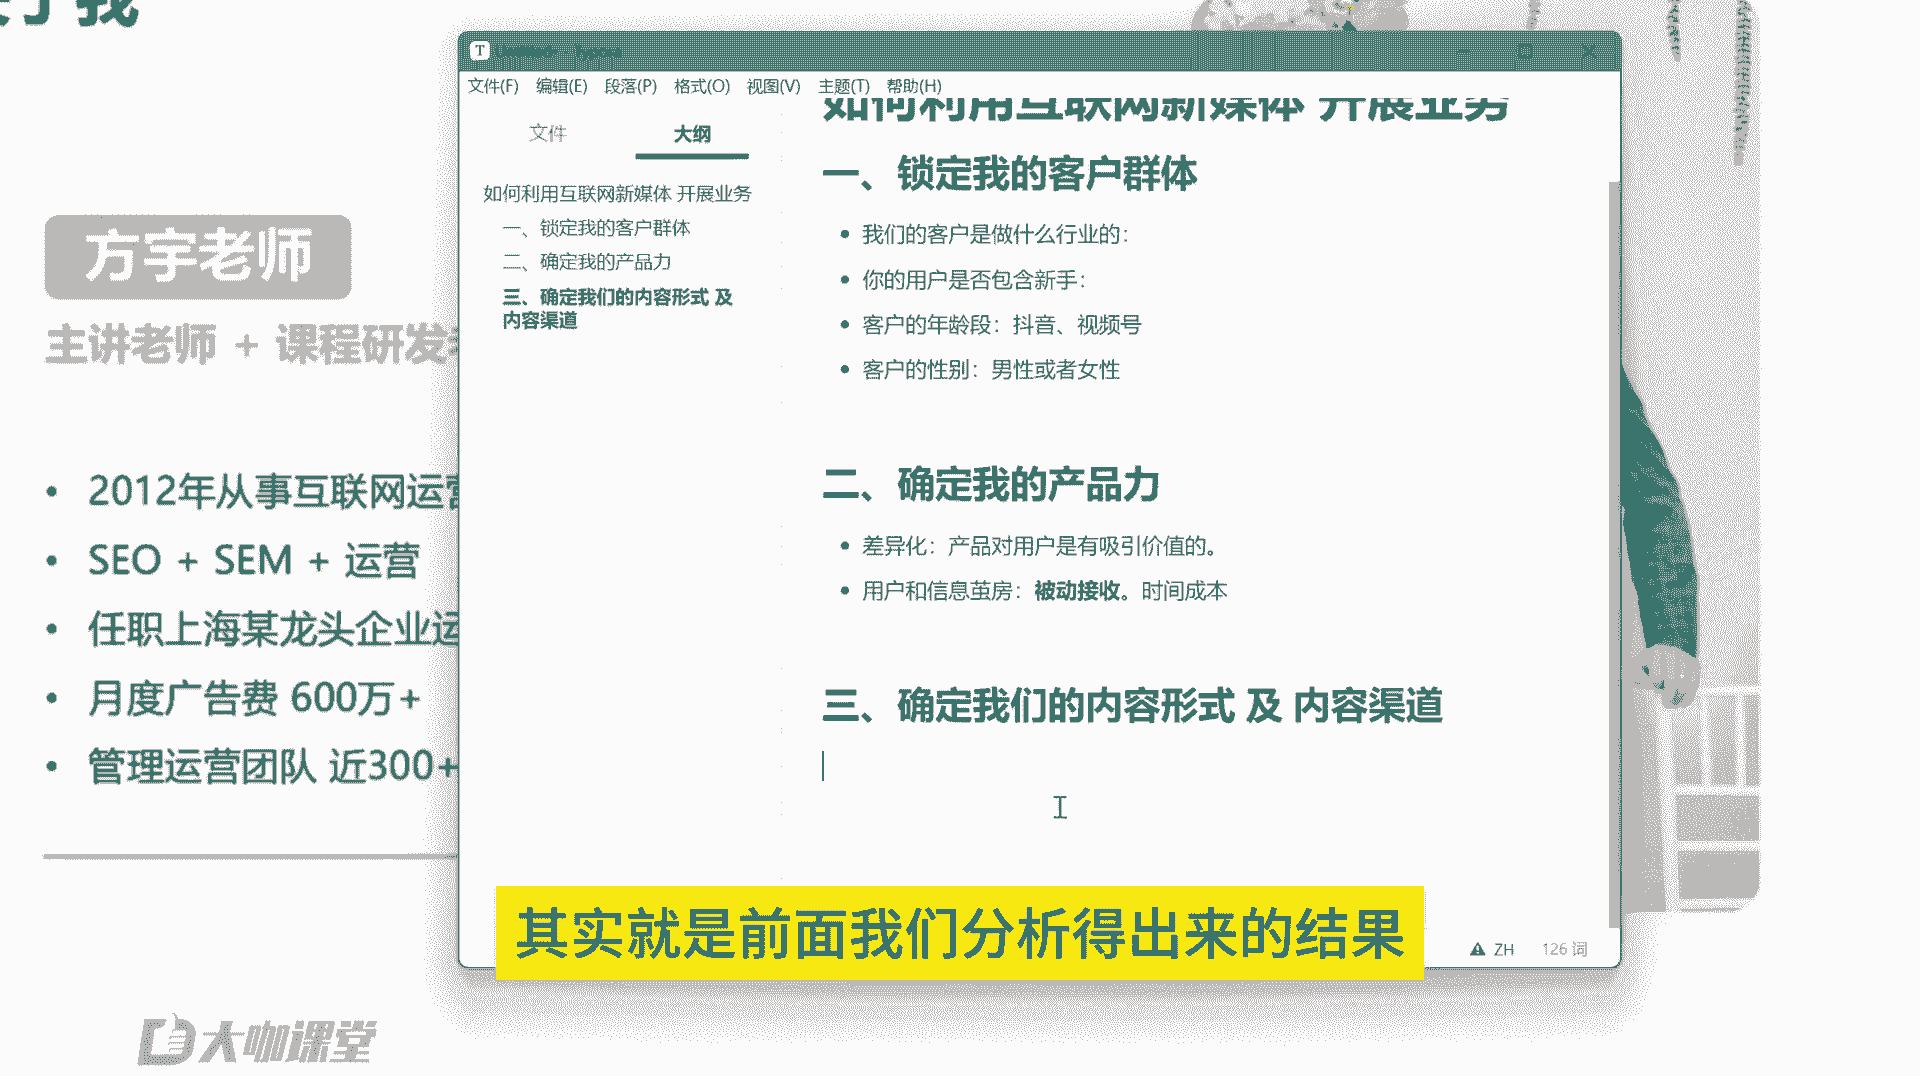 我
方宇老师
主讲老师 + 课程研发
2012年从事互联网运营
SEO + SEM + 运营
任职上海某龙头企业运
月度广告费 600万+
管理运营团队 近300+
大咖课堂
文件(F) 编辑(E) 段落(P) 格式(O) 视图(V) 主题(T) 帮助(H)
文件 大纲
如何利用互联网新媒体 开展业务
一、锁定我的客户群体
二、确定我的产品力
三、确定我们的内容形式 及
内容渠道
如何利用互联网新媒体 开展业务
一、锁定我的客户群体
我们的客户是做什么行业的:
你的用户是否包含新手:
客户的年龄段：抖音、视频号
客户的性别：男性或者女性
二、确定我的产品力
差异化：产品对用户是有吸引价值的。
用户和信息茧房：被动接收。时间成本
三、确定我们的内容形式 及 内容渠道
ZH 126 词
其实就是前面我们分析得出来的结果